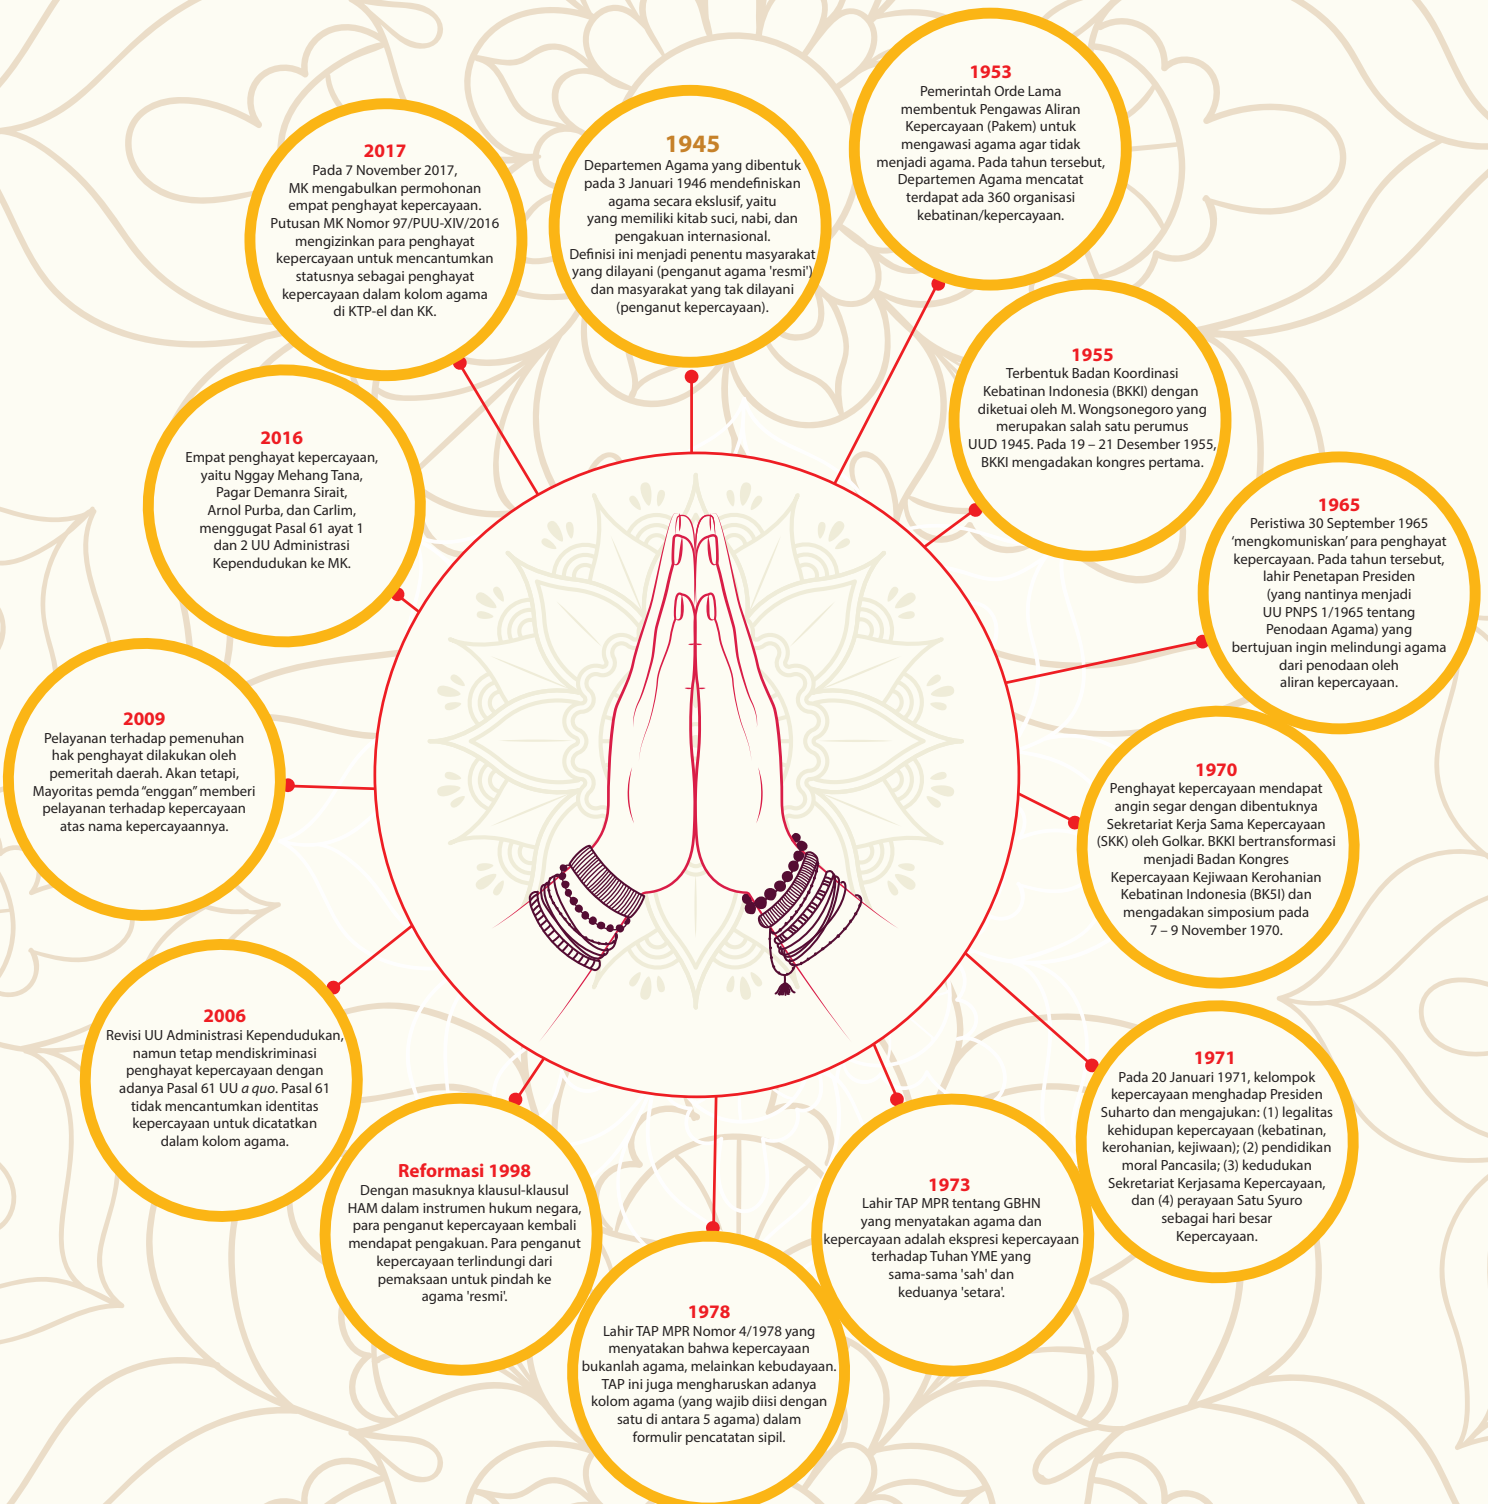 1945
Departemen Agama yang dibentuk
pada 3 Januari 1946 mendefiniskan
agama secara ekslusif, yaitu
yang memiliki kitab suci, nabi, dan
pengakuan internasional.
Definisi ini menjadi penentu masyarakat
yang dilayani (penganut agama 'resmi')
dan masyarakat yang tak dilayani
(penganut kepercayaan).
1953
Pemerintah Orde Lama
membentuk Pengawas Aliran
Kepercayaan (Pakem) untuk
mengawasi agama agar tidak
menjadi agama. Pada tahun tersebut,
Departemen Agama mencatat
terdapat ada 360 organisasi
kebatinan/kepercayaan.
1955
Terbentuk Badan Koordinasi
Kebatinan Indonesia (BKKI) dengan
diketuai oleh M. Wongsonegoro yang
merupakan salah satu perumus
UUD 1945. Pada 19 – 21 Desember 1955,
BKKI mengadakan kongres pertama.
1965
Peristiwa 30 September 1965
‘mengkomuniskan’ para penghayat
kepercayaan. Pada tahun tersebut,
lahir Penetapan Presiden
(yang nantinya menjadi
UU PNPS 1/1965 tentang
Penodaan Agama) yang
bertujuan ingin melindungi agama
dari penodaan oleh
aliran kepercayaan.
1970
Penghayat kepercayaan mendapat
angin segar dengan dibentuknya
Sekretariat Kerja Sama Kepercayaan
(SKK) oleh Golkar. BKKI bertransformasi
menjadi Badan Kongres
Kepercayaan Kejiwaan Kerohanian
Kebatinan Indonesia (BK5I) dan
mengadakan simposium pada
7 – 9 November 1970.
1971
Pada 20 Januari 1971, kelompok
kepercayaan menghadap Presiden
Suharto dan mengajukan: (1) legalitas
kehidupan kepercayaan (kebatinan,
kerohanian, kejiwaan); (2) pendidikan
moral Pancasila; (3) kedudukan
Sekretariat Kerjasama Kepercayaan,
dan (4) perayaan Satu Syuro
sebagai hari besar
Kepercayaan.
1973
Lahir TAP MPR tentang GBHN
yang menyatakan agama dan
kepercayaan adalah ekspresi kepercayaan
terhadap Tuhan YME yang
sama-sama 'sah' dan
keduanya 'setara'.
1978
Lahir TAP MPR Nomor 4/1978 yang
menyatakan bahwa kepercayaan
bukanlah agama, melainkan kebudayaan.
TAP ini juga mengharuskan adanya
kolom agama (yang wajib diisi dengan
satu di antara 5 agama) dalam
formulir pencatatan sipil.
Reformasi 1998
Dengan masuknya klausul-klausul
HAM dalam instrumen hukum negara,
para penganut kepercayaan kembali
mendapat pengakuan. Para penganut
kepercayaan terlindungi dari
pemaksaan untuk pindah ke
agama 'resmi'.
2006
Revisi UU Administrasi Kependudukan,
namun tetap mendiskriminasi
penghayat kepercayaan dengan
adanya Pasal 61 UU a quo. Pasal 61
tidak mencantumkan identitas
kepercayaan untuk dicatatkan
dalam kolom agama.
2009
Pelayanan terhadap pemenuhan
hak penghayat dilakukan oleh
pemeritah daerah. Akan tetapi,
Mayoritas pemda “enggan” memberi
pelayanan terhadap kepercayaan
atas nama kepercayaannya.
2016
Empat penghayat kepercayaan,
yaitu Nggay Mehang Tana,
Pagar Demanra Sirait,
Arnol Purba, dan Carlim,
menggugat Pasal 61 ayat 1
dan 2 UU Administrasi
Kependudukan ke MK.
2017
Pada 7 November 2017,
MK mengabulkan permohonan
empat penghayat kepercayaan.
Putusan MK Nomor 97/PUU-XIV/2016
mengizinkan para penghayat
kepercayaan untuk mencantumkan
statusnya sebagai penghayat
kepercayaan dalam kolom agama
di KTP-el dan KK.